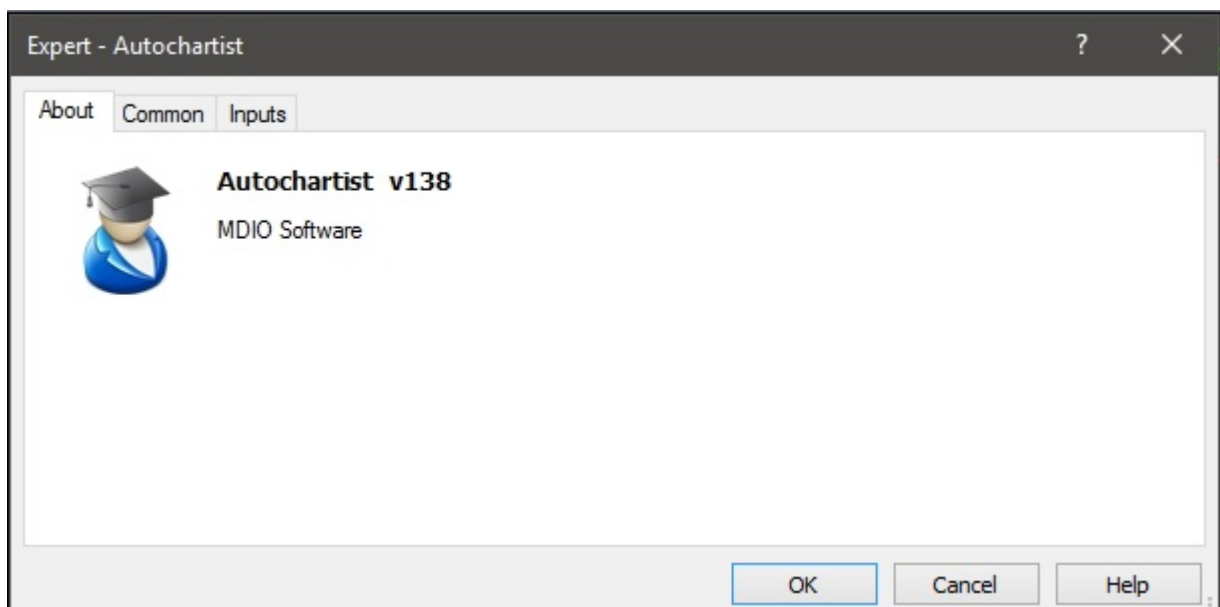 Expert - Autochartist
?
About Common Inputs
Autochartist v138
MDIO Software
OK Cancel Help